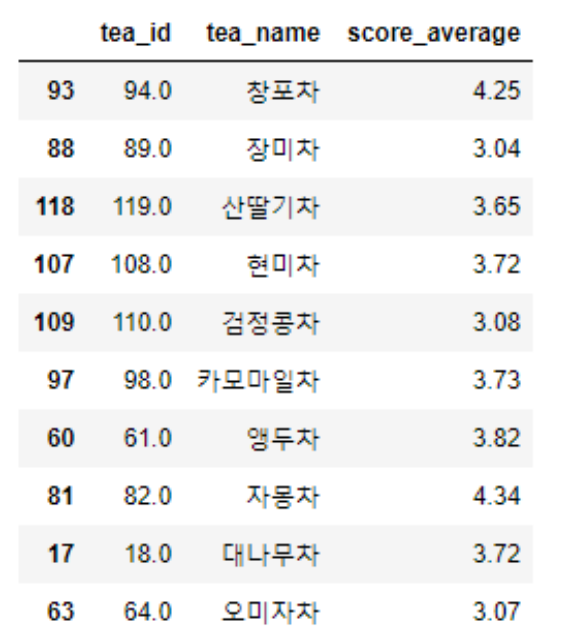 tea_id tea_name score_average
93 94.0 창포차 4.25
88 89.0 장미차 3.04
118 119.0 산딸기차 3.65
107 108.0 현미차 3.72
109 110.0 검정콩차 3.08
97 98.0 카모마일차 3.73
60 61.0 앵두차 3.82
81 82.0 자몽차 4.34
17 18.0 대나무차 3.72
63 64.0 오미자차 3.07